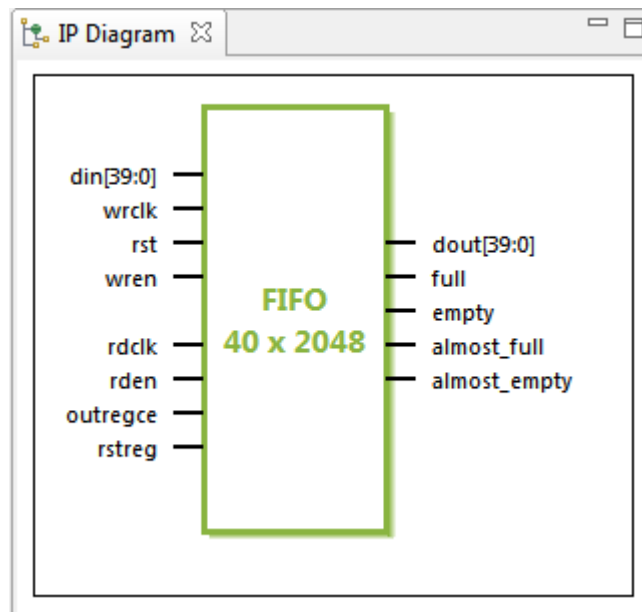 IP Diagram
din[39:0]
wrclk
rst
wren
rdclk
rden
outregce
rstreg
FIFO
40 x 2048
dout[39:0]
full
empty
almost_full
almost_empty